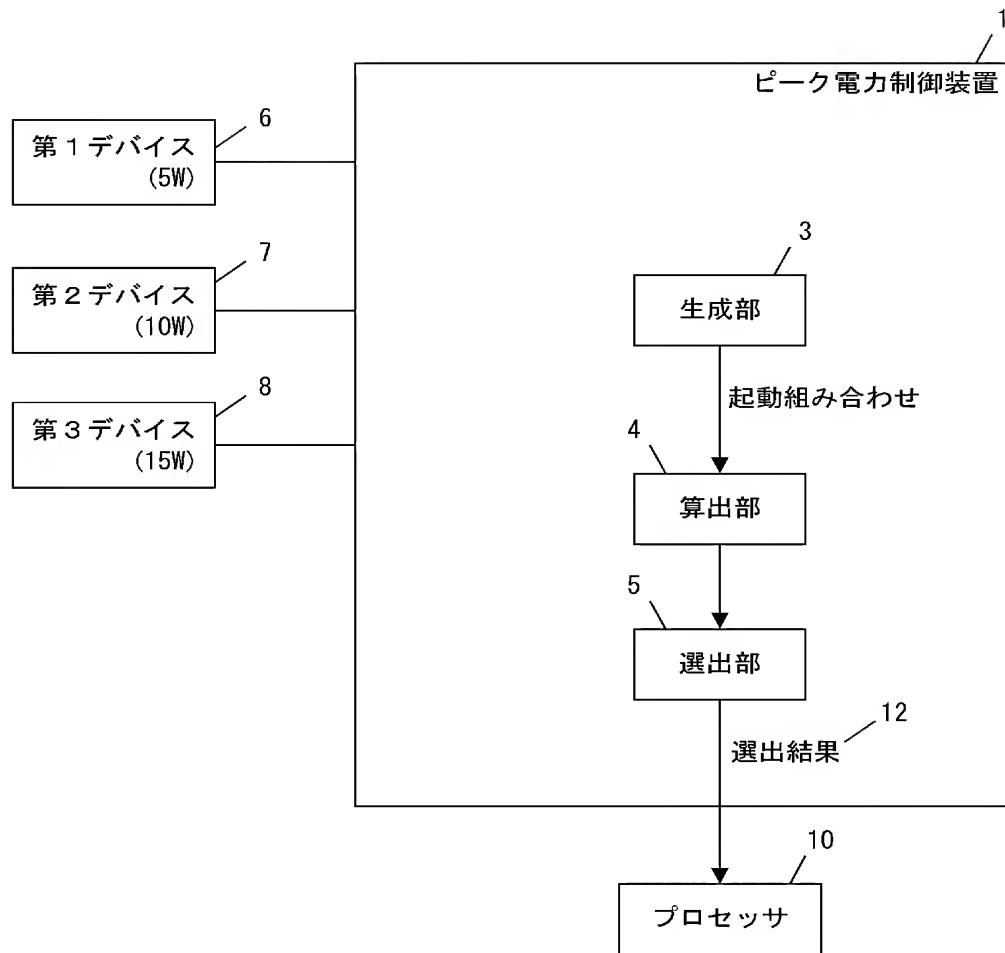 1
ピーク電力制御装置
6
第1デバイス
(5W)
7
第2デバイス
(10W)
8
第3デバイス
(15W)
3
生成部
起動組み合わせ
4
算出部
5
選出部
12
選出結果
10
プロセッサ